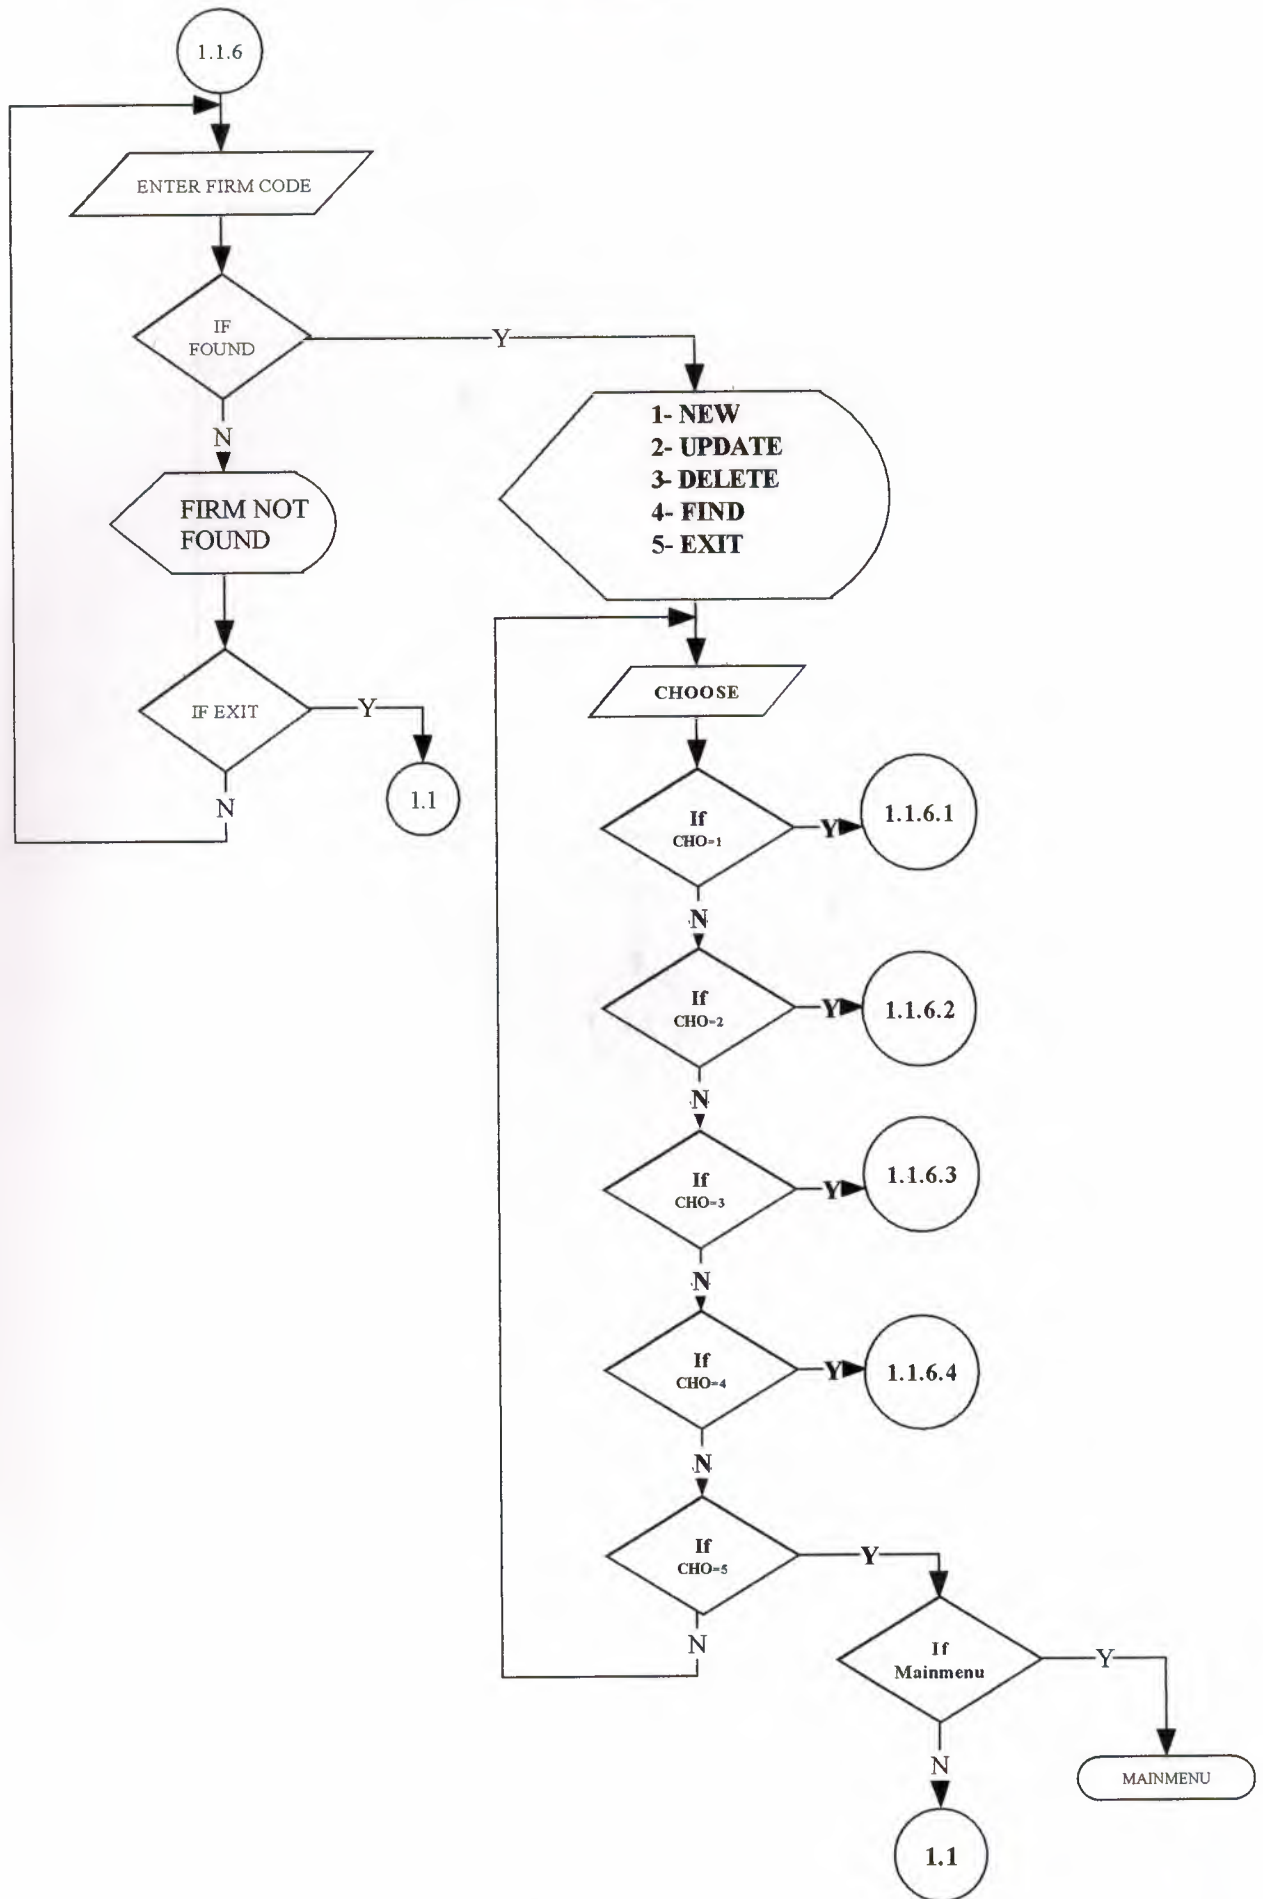 1.1.6
ENTER FIRM CODE
IF
FOUND
Y
N
FIRM NOT
FOUND
IF EXIT
Y
1.1
N
1- NEW
2- UPDATE
3- DELETE
4- FIND
5- EXIT
CHOOSE
If
CHO=1
Y
1.1.6.1
N
If
CHO=2
Y
1.1.6.2
N
If
CHO=3
Y
1.1.6.3
N
If
CHO=4
Y
1.1.6.4
N
If
CHO=5
Y
N
If
Mainmenu
Y
MAINMENU
N
1.1